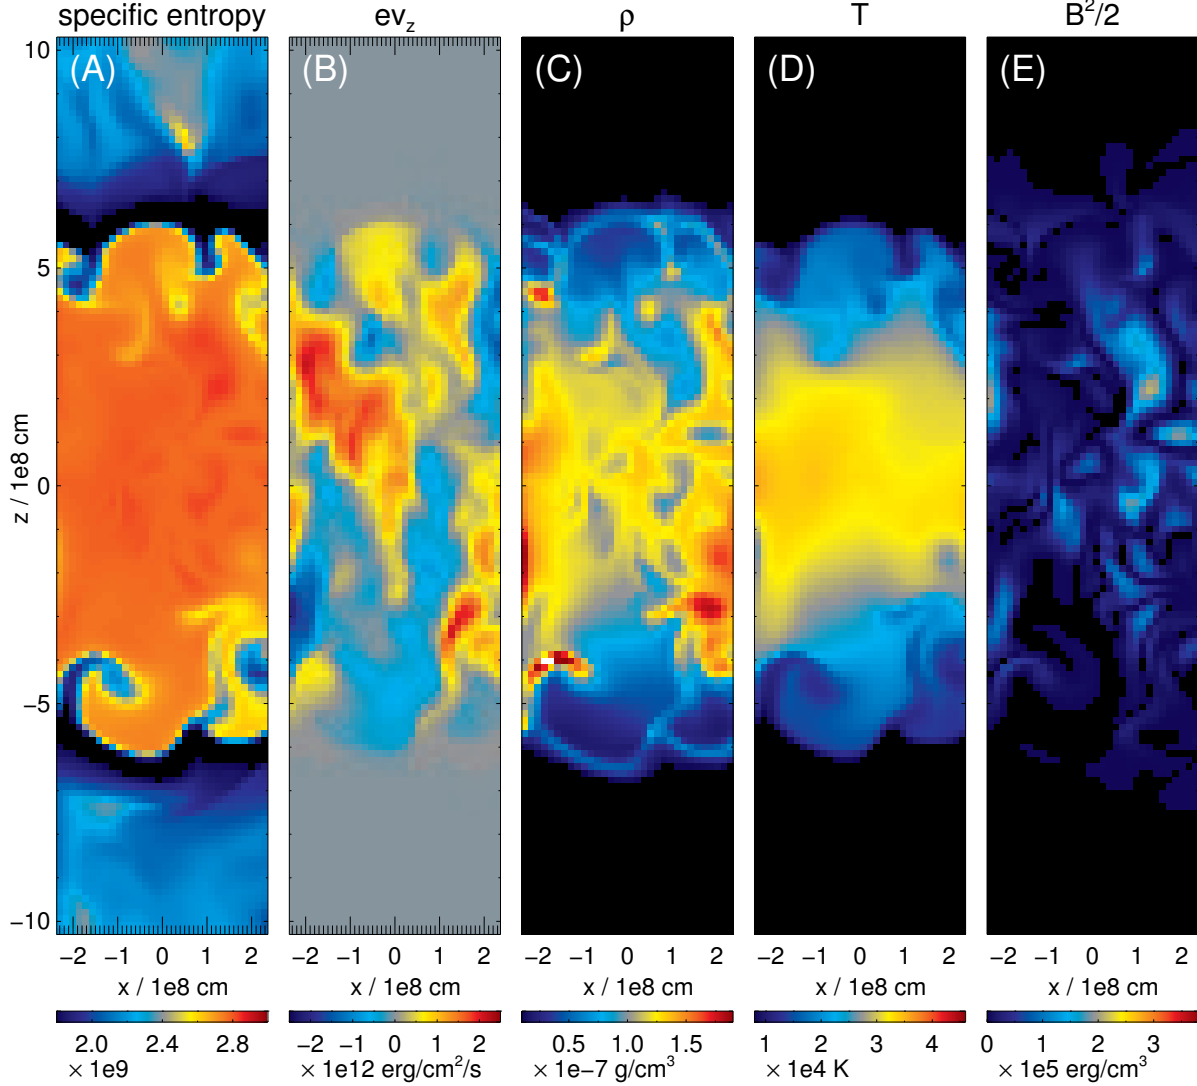 specific entropy
ev_z
ρ
T
B²/2
(A)
(B)
(C)
(D)
(E)
10
5
0
−5
−10
z / 1e8 cm
−2 −1 0 1 2
−2 −1 0 1 2
−2 −1 0 1 2
−2 −1 0 1 2
−2 −1 0 1 2
x / 1e8 cm
x / 1e8 cm
x / 1e8 cm
x / 1e8 cm
x / 1e8 cm
2.0 2.4 2.8
× 1e9
−2 −1 0 1 2
× 1e12 erg/cm²/s
0.5 1.0 1.5
× 1e−7 g/cm³
1 2 3 4
× 1e4 K
0 1 2 3
× 1e5 erg/cm³